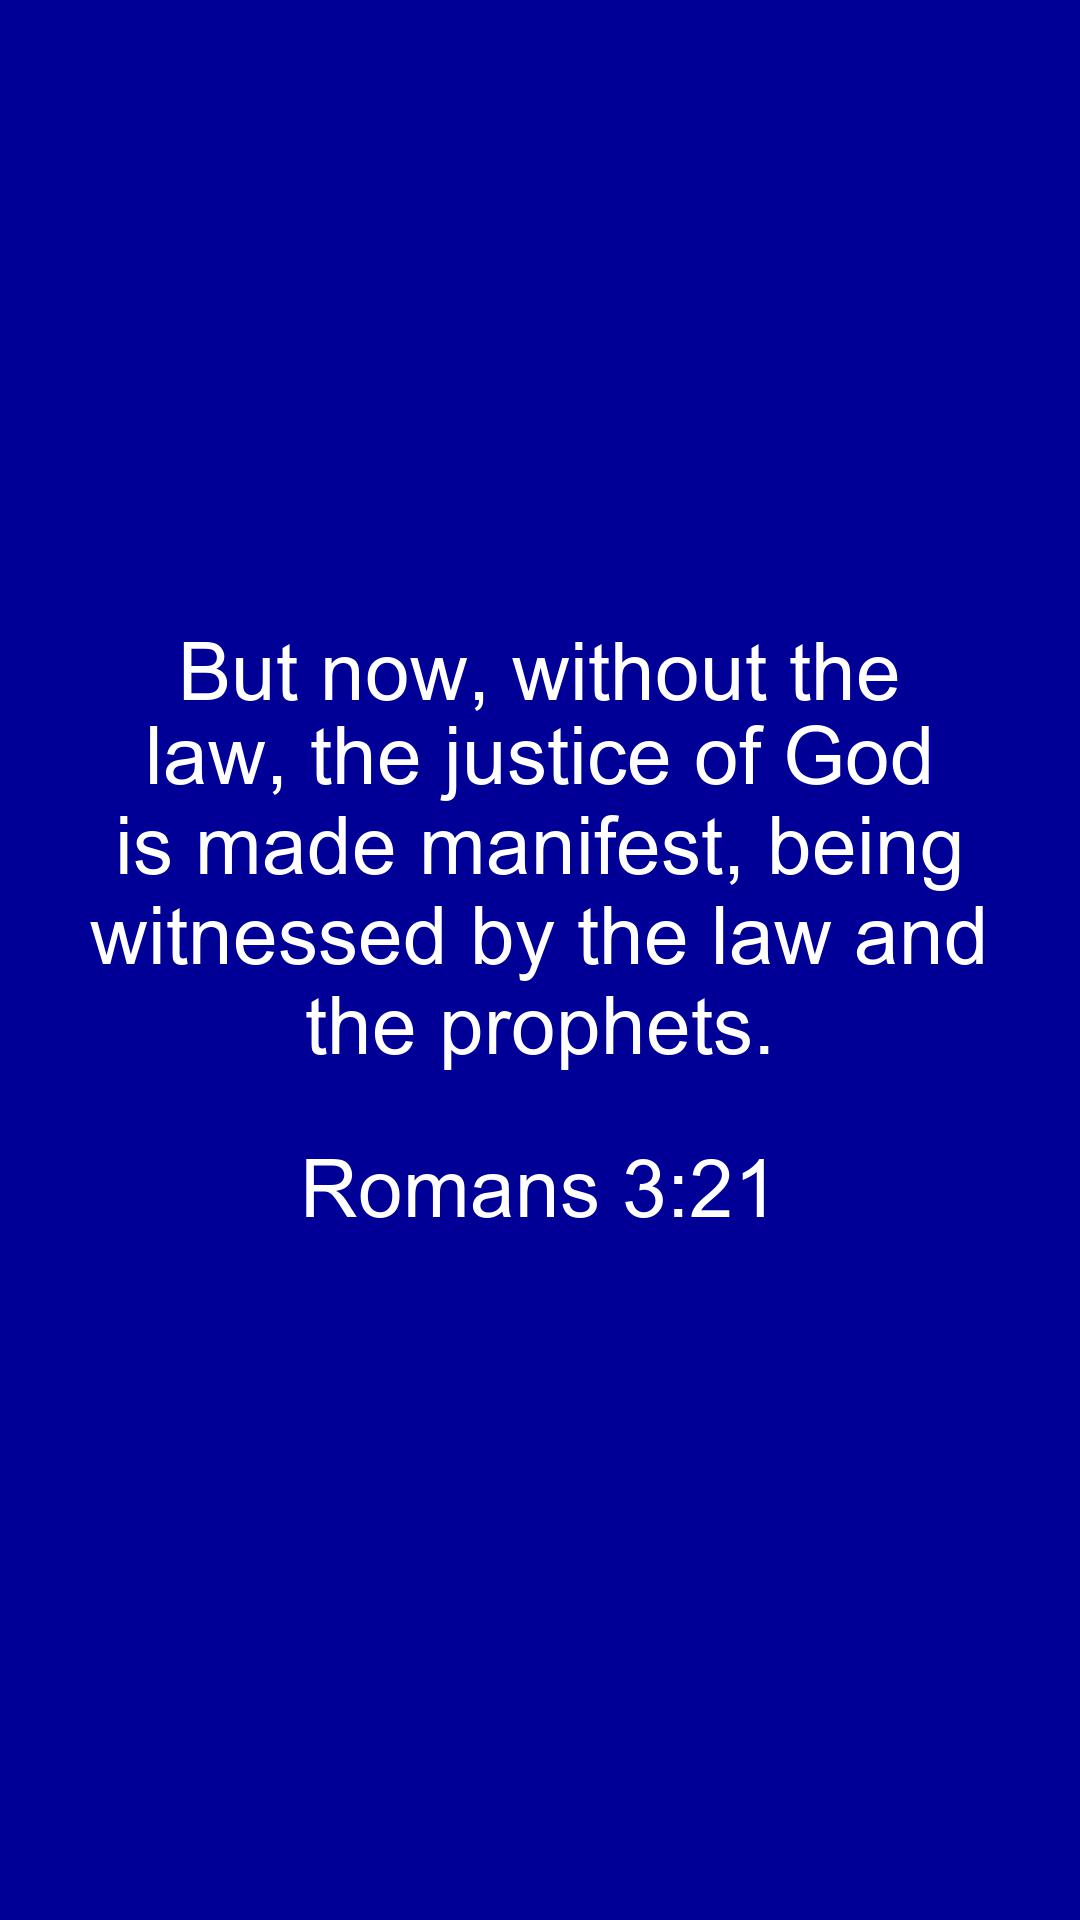 But now, without the
law, the justice of God
is made manifest, being
witnessed by the law and
the prophets.
Romans 3:21